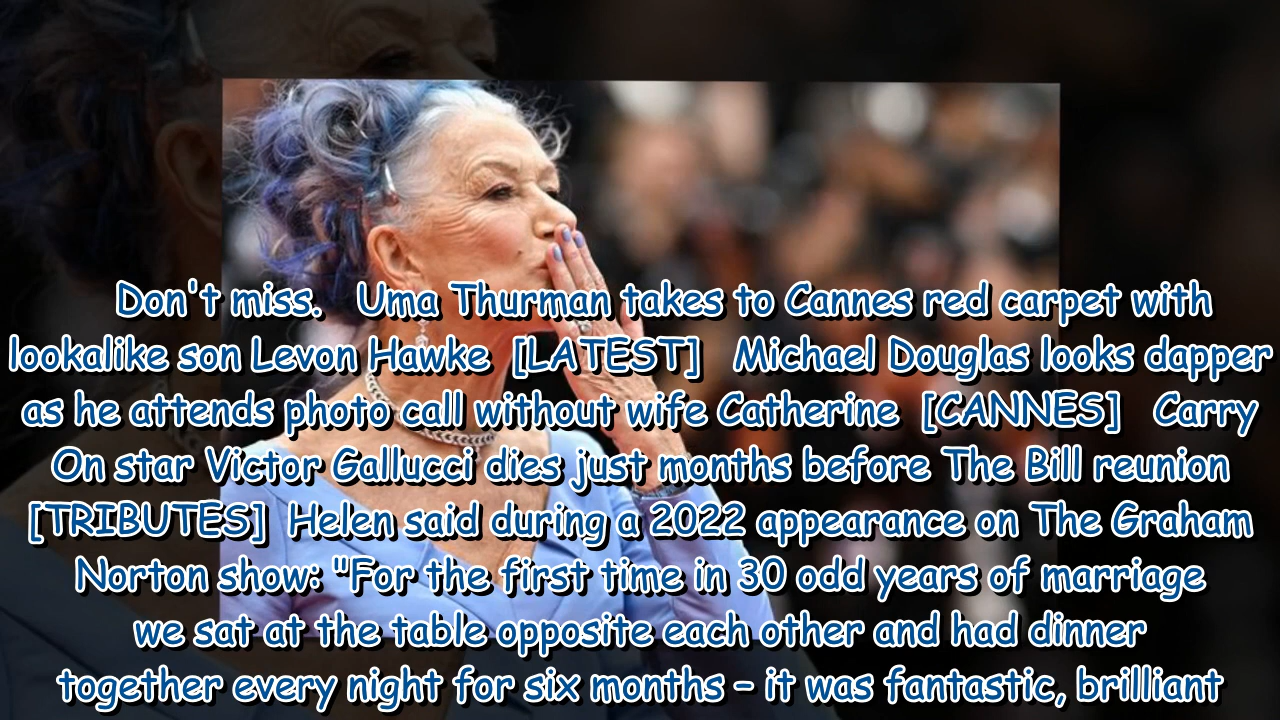 Don't miss. Uma Thurman takes to Cannes red carpet with
lookalike son Levon Hawke [LATEST] Michael Douglas looks dapper
as he attends photo call without wife Catherine [CANNES] Carry
On star Victor Gallucci dies just months before The Bill reunion
[TRIBUTES] Helen said during a 2022 appearance on The Graham
Norton show: "For the first time in 30 odd years of marriage
we sat at the table opposite each other and had dinner
together every night for six months – it was fantastic, brilliant